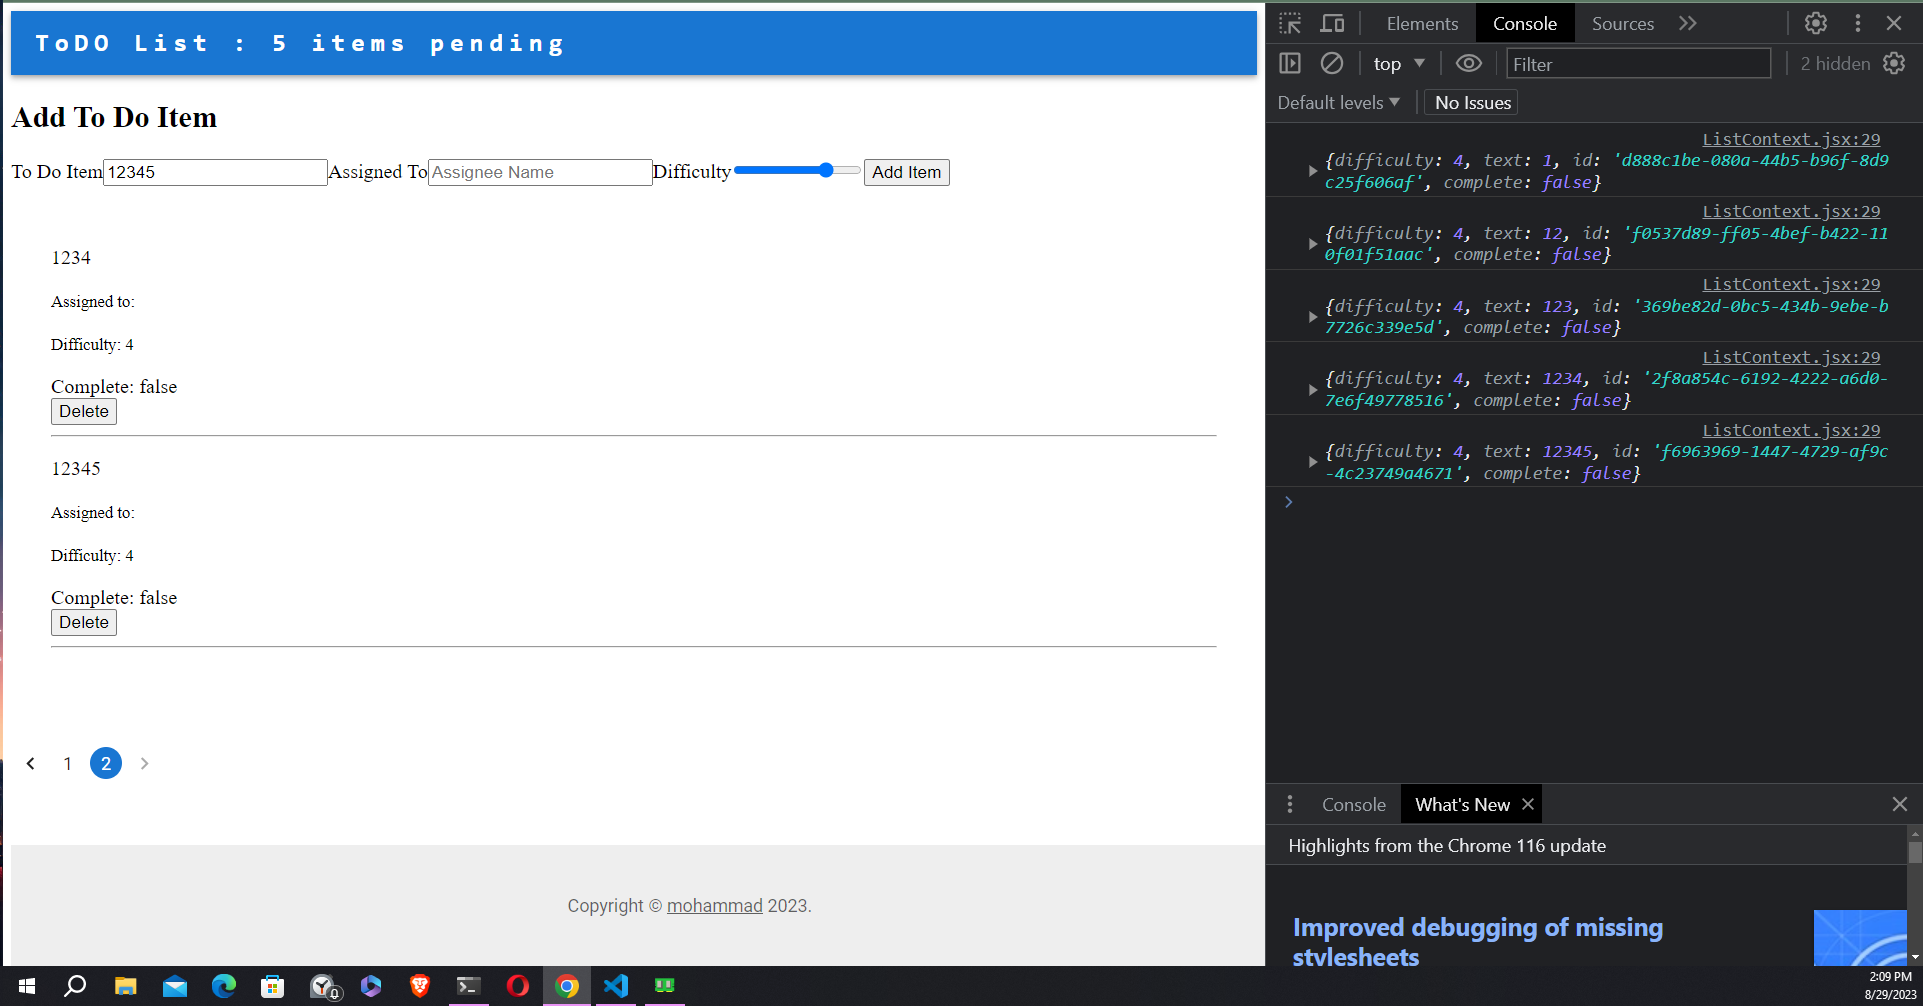 ToDO List : 5 items pending
Add To Do Item
To Do Item 12345 Assigned To Assignee Name Difficulty Add Item
1234
Assigned to:
Difficulty: 4
Complete: false
Delete
12345
Assigned to:
Difficulty: 4
Complete: false
Delete
1 2
Copyright © mohammad 2023.
Elements Console Sources
top Filter 2 hidden
Default levels No Issues
ListContext.jsx:29
{difficulty: 4, text: 1, id: 'd888c1be-080a-44b5-b96f-8d9
c25f606af', complete: false}
ListContext.jsx:29
{difficulty: 4, text: 12, id: 'f0537d89-ff05-4bef-b422-11
0f01f51aac', complete: false}
ListContext.jsx:29
{difficulty: 4, text: 123, id: '369be82d-0bc5-434b-9ebe-b
7726c339e5d', complete: false}
ListContext.jsx:29
{difficulty: 4, text: 1234, id: '2f8a854c-6192-4222-a6d0-
7e6f49778516', complete: false}
ListContext.jsx:29
{difficulty: 4, text: 12345, id: 'f6963969-1447-4729-af9c
-4c23749a4671', complete: false}
Console What's New
Highlights from the Chrome 116 update
Improved debugging of missing
stylesheets
2:09 PM
8/29/2023